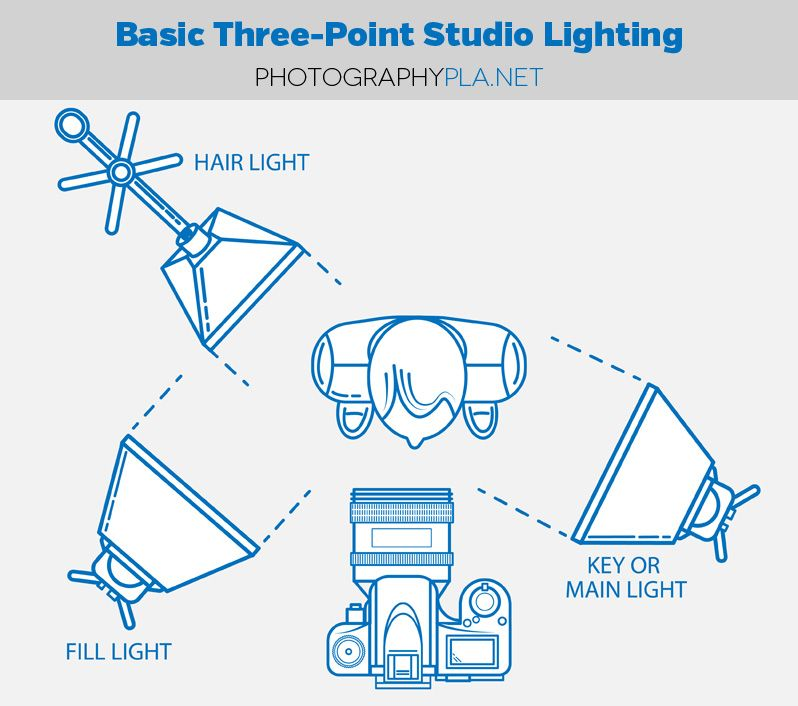 Basic Three-Point Studio Lighting
PHOTOGRAPHYPLA.NET
HAIR LIGHT
KEY OR
MAIN LIGHT
FILL LIGHT